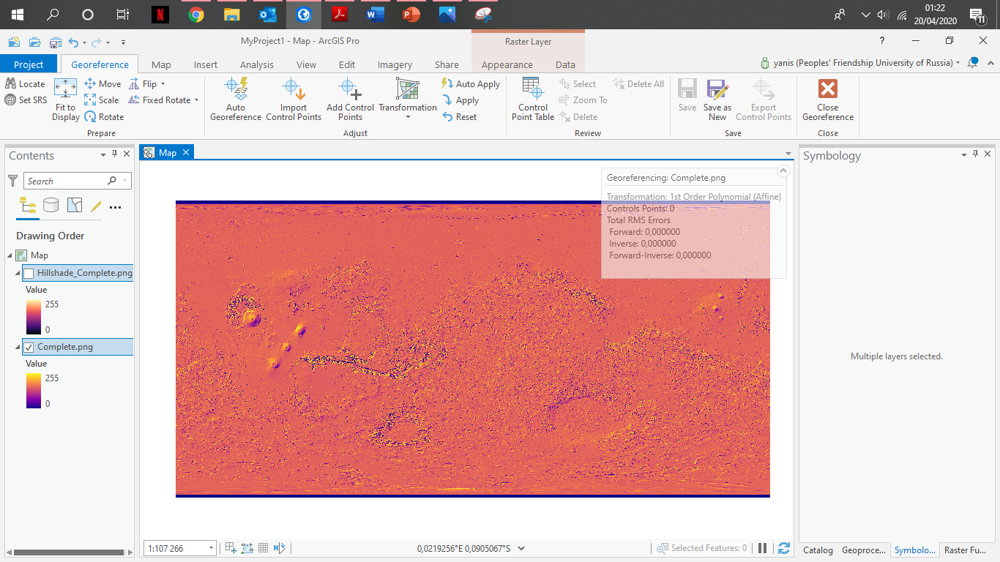 01:22
20/04/2020
11
MyProject1 - Map - ArcGIS Pro
Raster Layer
?
Project
Georeference
Map
Insert
Analysis
View
Edit
Imagery
Share
Appearance
Data
yanis (Peoples' Friendship University of Russia)
Locate
Set SRS
Fit to
Display
Move
Scale
Rotate
Flip
Fixed Rotate
Prepare
Auto
Georeference
Import
Control Points
Add Control
Points
Transformation
Auto Apply
Apply
Reset
Adjust
Control
Point Table
Select
Zoom To
Delete
Delete All
Review
Save
Save as
New
Export
Control Points
Save
Close
Georeference
Close
Contents
Search
Drawing Order
Map
Hillshade_Complete.png
Value
255
0
Complete.png
Value
255
0
Map
Georeferencing: Complete.png
Transformation: 1st Order Polynomial (Affine)
Controls Points: 0
Total RMS Errors
Forward: 0,000000
Inverse: 0,000000
Forward-Inverse: 0,000000
1:107 266
0,0219256°E 0,0905067°S
Selected Features: 0
Symbology
Multiple layers selected.
Catalog
Geoproce...
Symbolo...
Raster Fu...